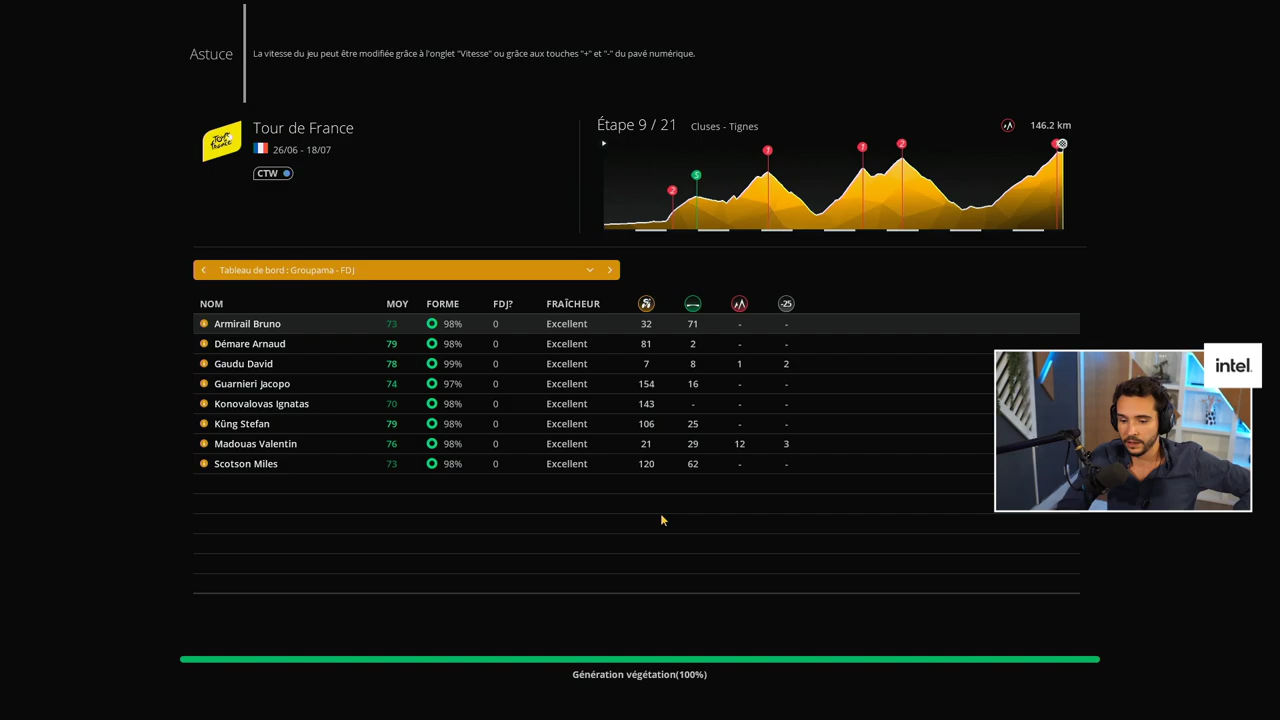 Astuce
La vitesse du jeu peut être modifiée grâce à l'onglet "Vitesse" ou grâce aux touches "+" et "-" du pavé numérique.
Tour de France
26/06 - 18/07
CTW
Étape 9 / 21 Cluses - Tignes 146.2 km
2 S 1 1 2
Tableau de bord : Groupama - FDJ
NOM MOY FORME FDJ? FRAÎCHEUR -25
Armirail Bruno 73 98% 0 Excellent 32 71 - -
Démare Arnaud 79 98% 0 Excellent 81 2 - -
Gaudu David 78 99% 0 Excellent 7 8 1 2
Guarnieri Jacopo 74 97% 0 Excellent 154 16 - -
Konovalovas Ignatas 70 98% 0 Excellent 143 - - -
Küng Stefan 79 98% 0 Excellent 106 25 - -
Madouas Valentin 76 98% 0 Excellent 21 29 12 3
Scotson Miles 73 98% 0 Excellent 120 62 - -
intel.
Génération végétation(100%)